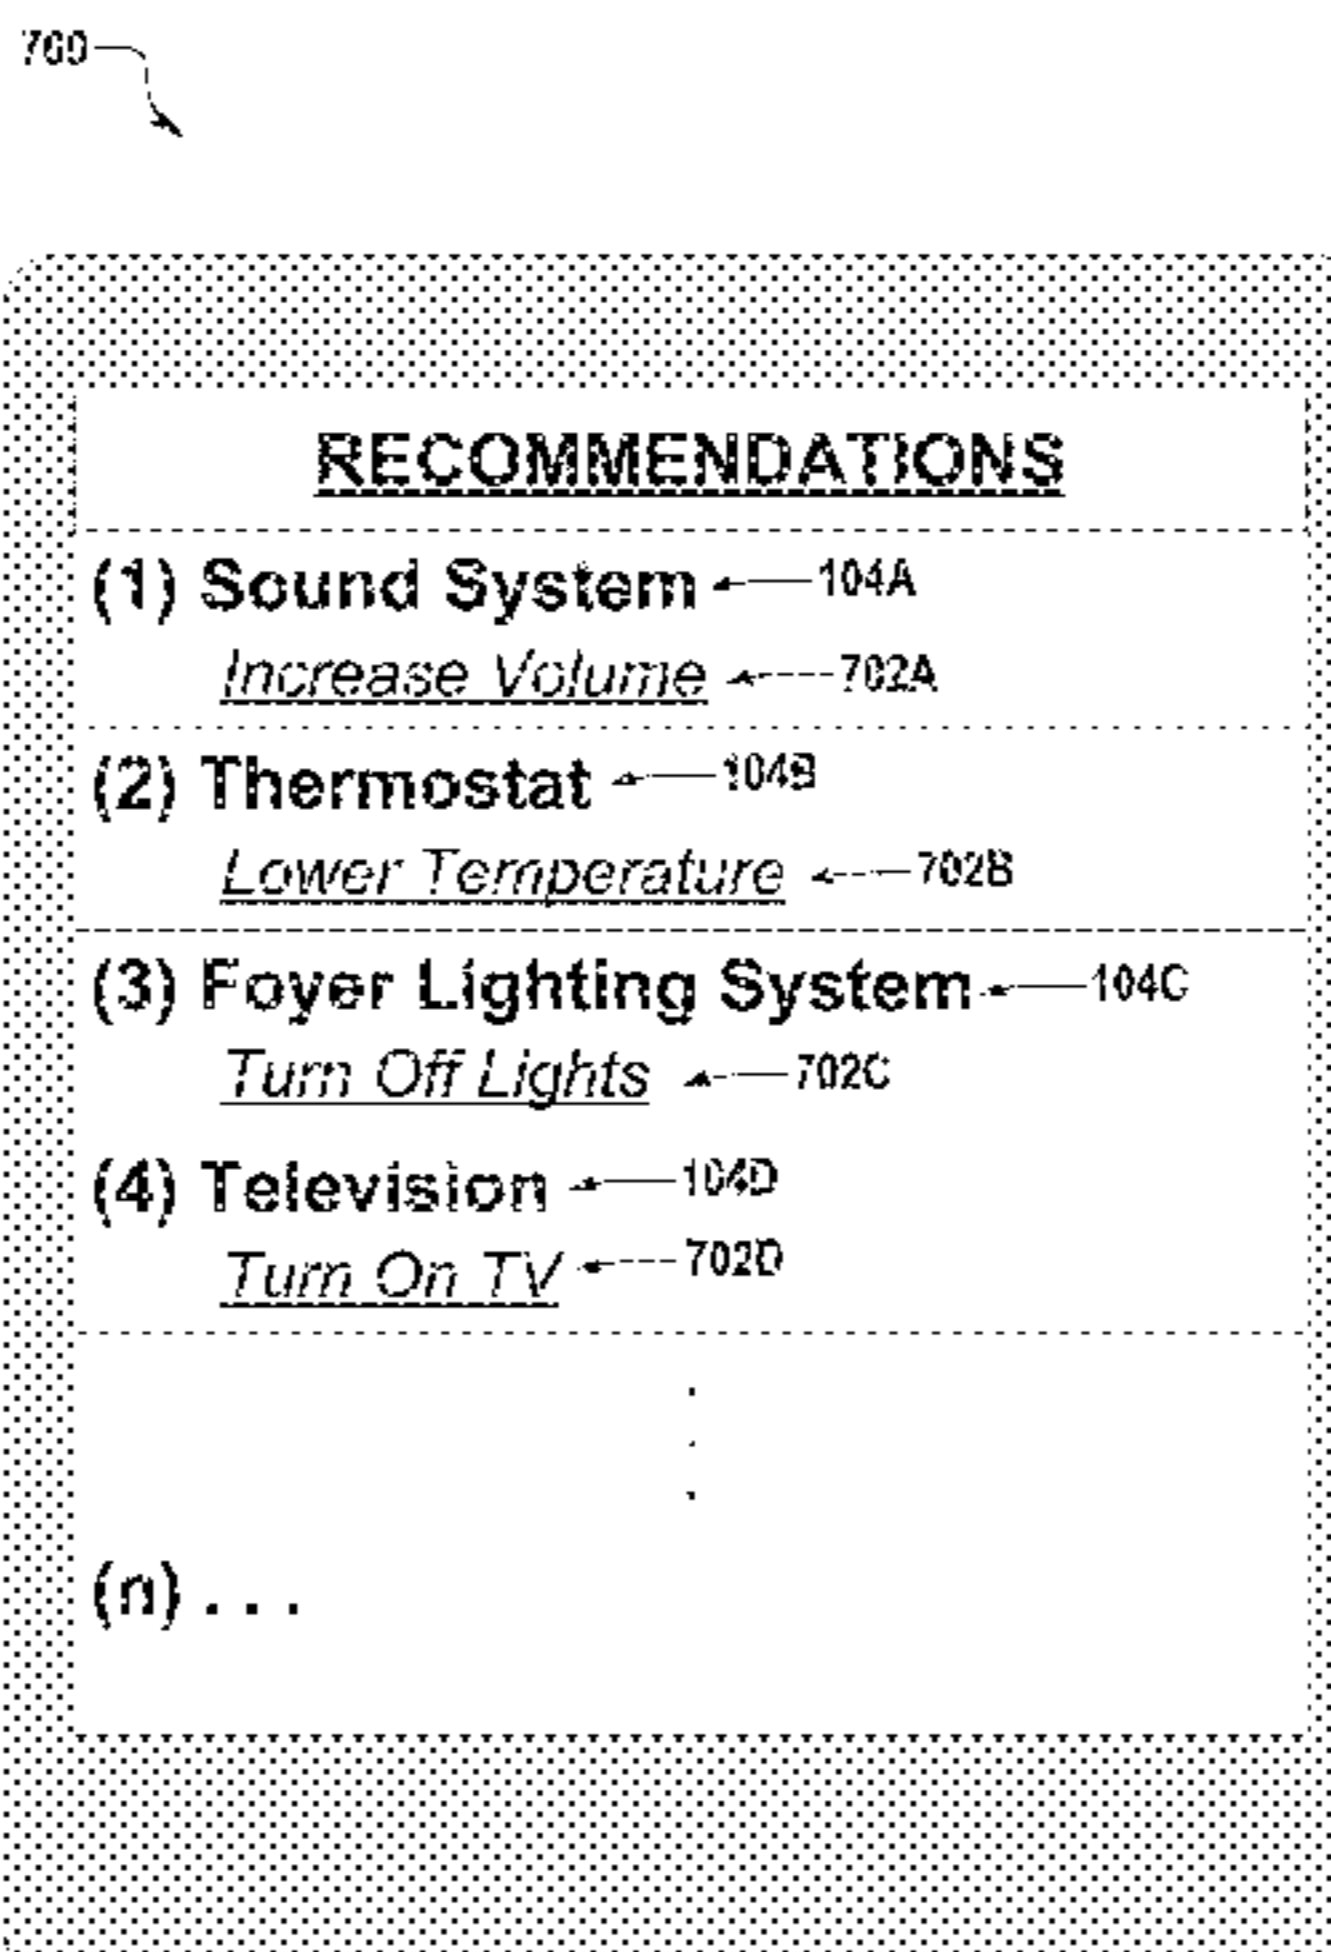 700
RECOMMENDATIONS
(1) Sound System 104A
Increase Volume 702A
(2) Thermostat 104B
Lower Temperature 702B
(3) Foyer Lighting System 104C
Turn Off Lights 702C
(4) Television 104D
Turn On TV 702D
(n) . . .